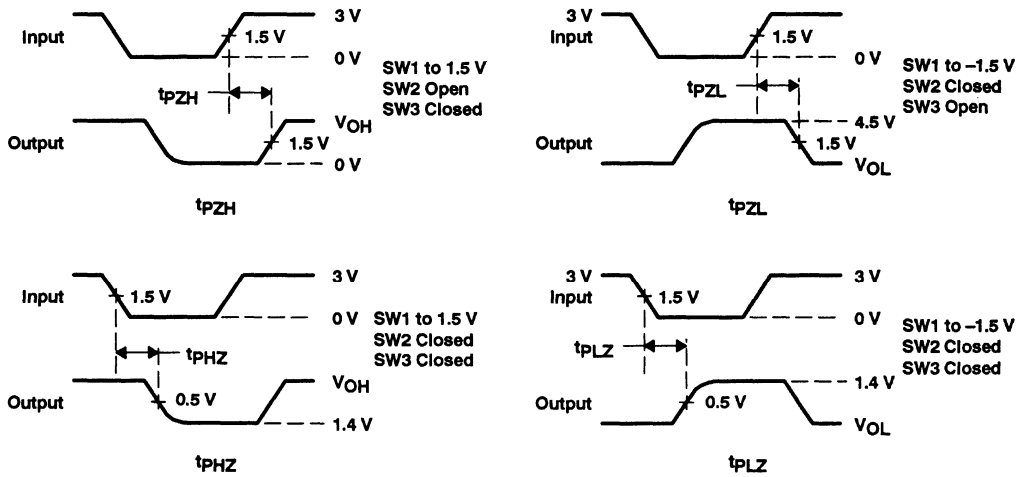 3 V
Input
1.5 V
0 V
SW1 to 1.5 V
SW2 Open
SW3 Closed
tPZH
VOH
Output
1.5 V
0 V
tPZH
3 V
Input
1.5 V
3 V
0 V
SW1 to –1.5 V
SW2 Closed
SW3 Open
tPZL
4.5 V
Output
1.5 V
VOL
tPZL
3 V
Input
1.5 V
0 V
SW1 to 1.5 V
SW2 Closed
SW3 Closed
tPHZ
VOH
Output
0.5 V
1.4 V
tPHZ
3 V
3 V
Input
1.5 V
0 V
SW1 to –1.5 V
SW2 Closed
SW3 Closed
tPLZ
1.4 V
Output
0.5 V
VOL
tPLZ